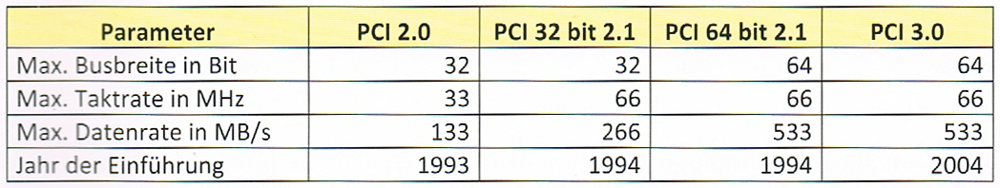 Parameter PCI 2.0 PCI 32 bit 2.1 PCI 64 bit 2.1 PCI 3.0
Max. Busbreite in Bit 32 32 64 64
Max. Taktrate in MHz 33 66 66 66
Max. Datenrate in MB/s 133 266 533 533
Jahr der Einführung 1993 1994 1994 2004